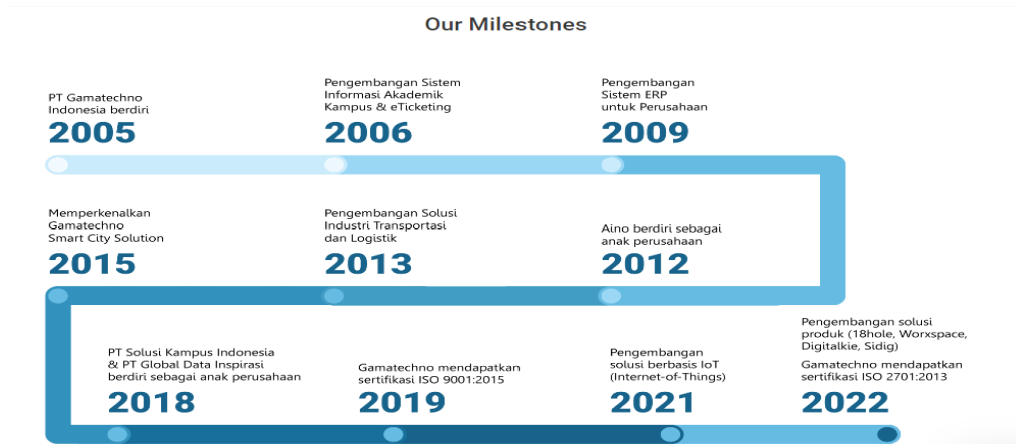 Our Milestones
PT Gamatechno
Indonesia berdiri
2005
Pengembangan Sistem
Informasi Akademik
Kampus & eTicketing
2006
Pengembangan
Sistem ERP
untuk Perusahaan
2009
Memperkenalkan
Gamatechno
Smart City Solution
2015
Pengembangan Solusi
Industri Transportasi
dan Logistik
2013
Aino berdiri sebagai
anak perusahaan
2012
PT Solusi Kampus Indonesia
& PT Global Data Inspirasi
berdiri sebagai anak perusahaan
2018
Gamatechno mendapatkan
sertifikasi ISO 9001:2015
2019
Pengembangan
solusi berbasis IoT
(Internet-of-Things)
2021
Pengembangan solusi
produk (18hole, Worxspace,
Digitalkie, Sidig)
Gamatechno mendapatkan
sertifikasi ISO 2701:2013
2022